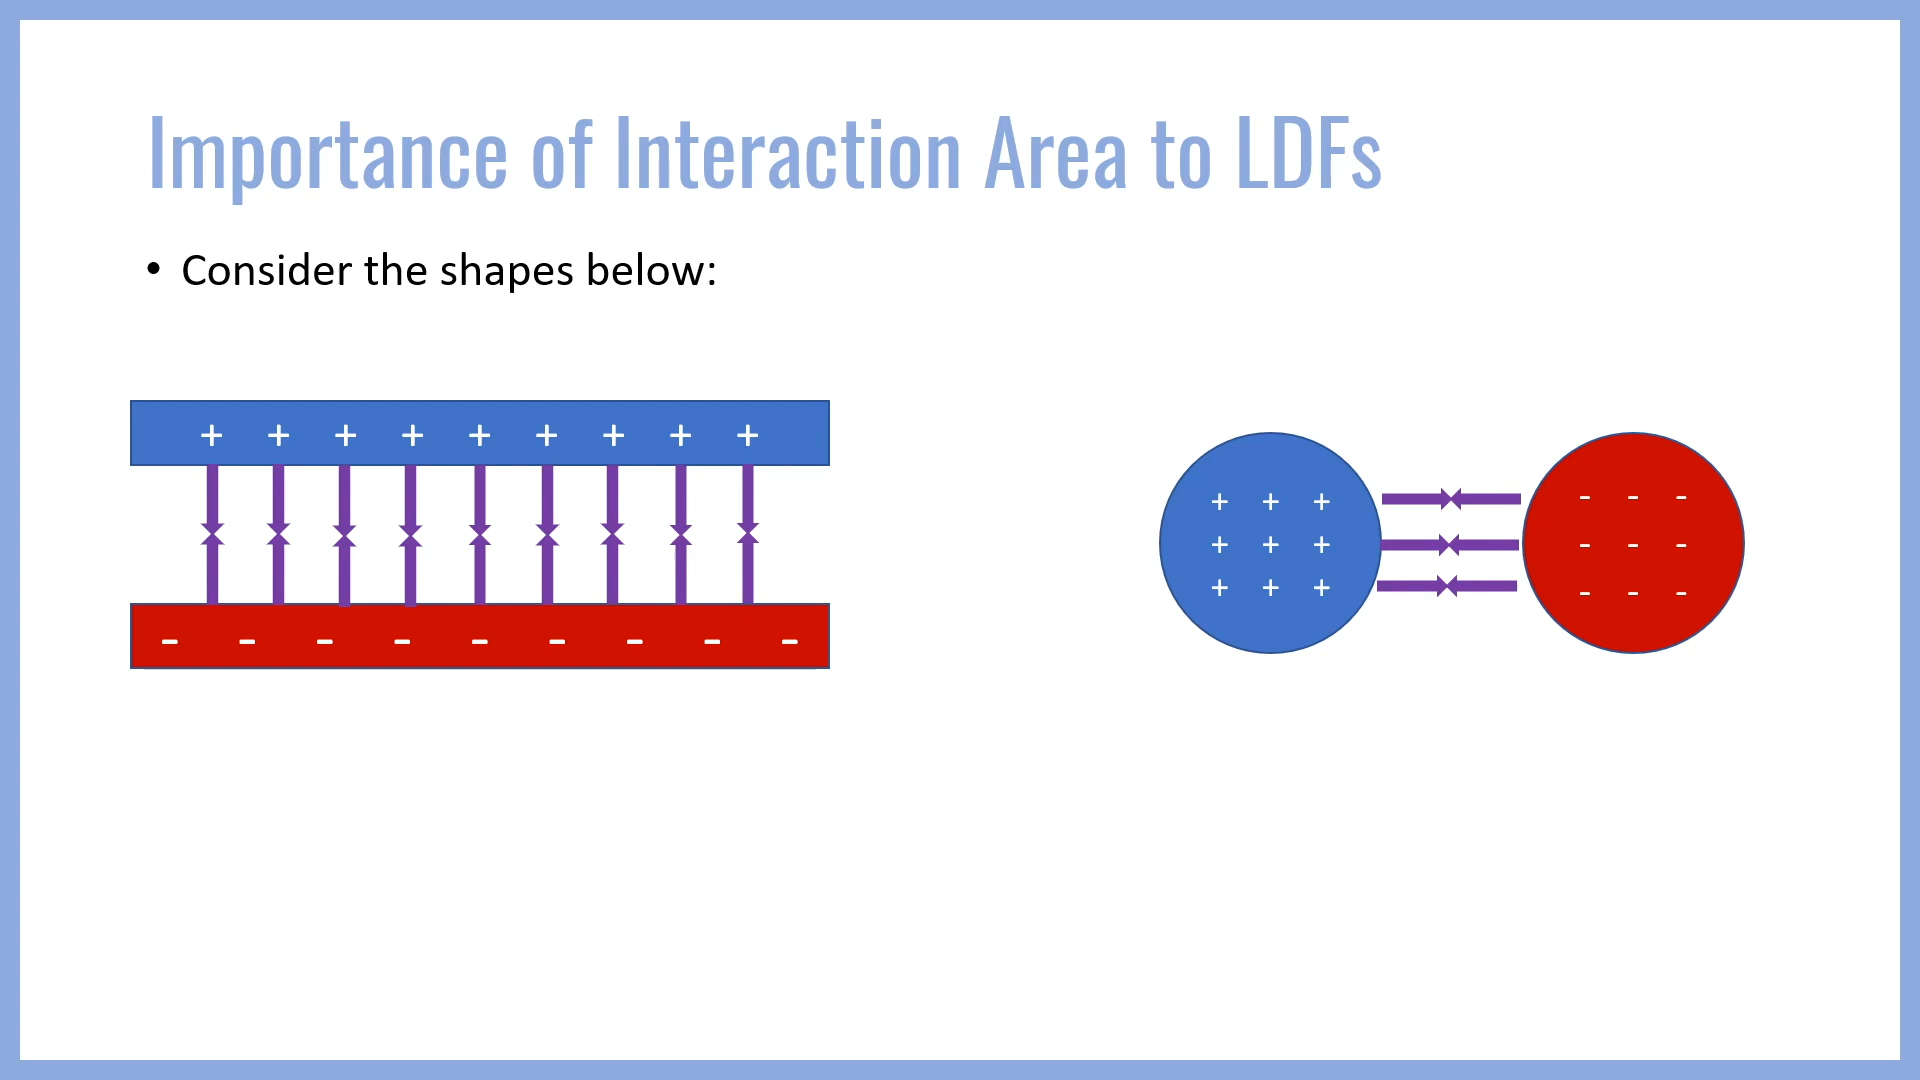 Importance of Interaction Area to LDFs
• Consider the shapes below:
+ + + + + + + + +
- - - - - - - - -
+ + +
+ + +
+ + +
- - -
- - -
- - -